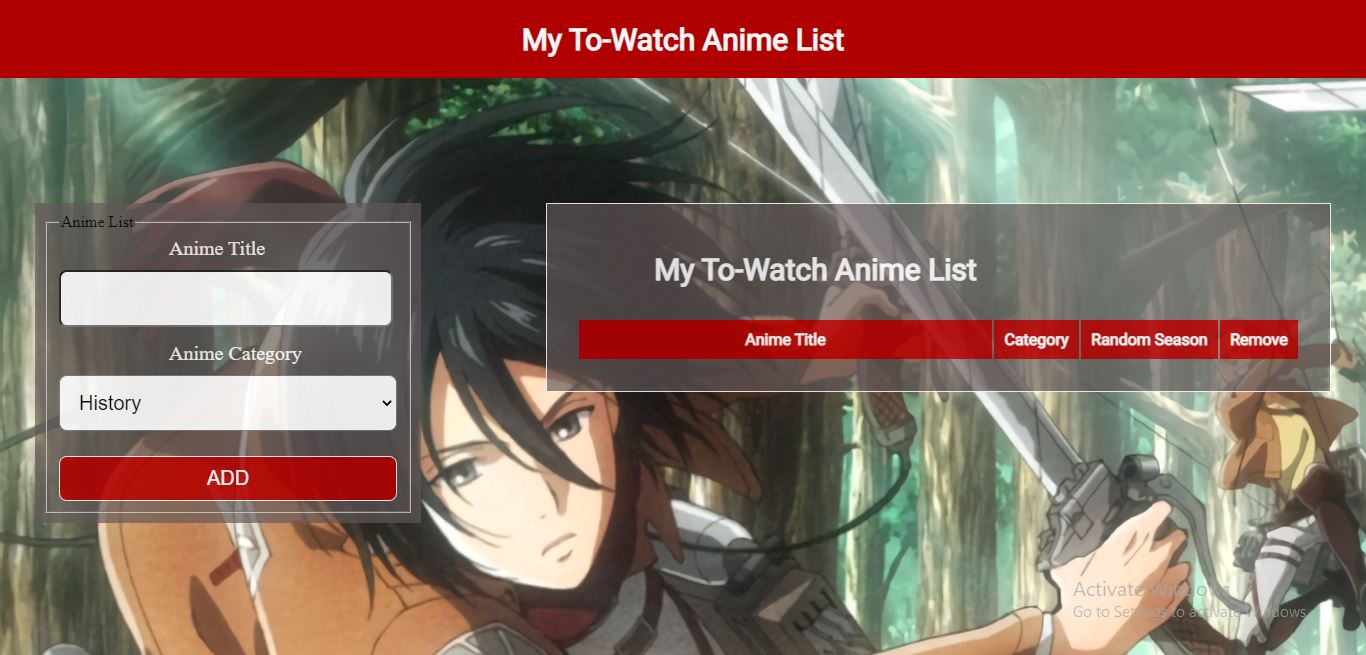 My To-Watch Anime List
Anime List
Anime Title
Anime Category
History
ADD
My To-Watch Anime List
Anime Title Category Random Season Remove
Activate Windows
Go to Settings to activate Windows.